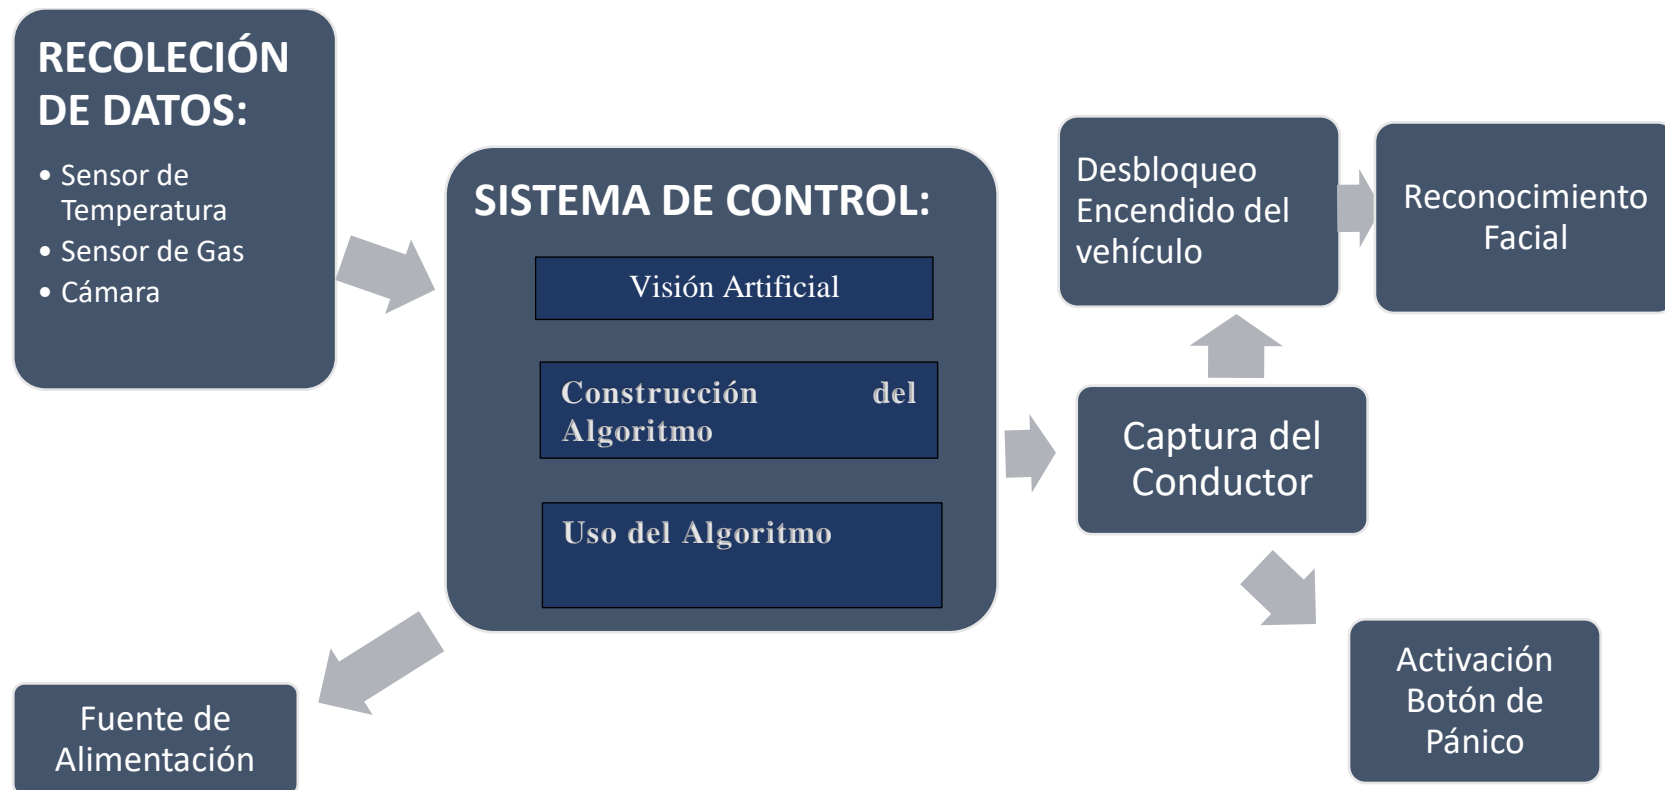 RECOLECIÓN
DE DATOS:
• Sensor de
Temperatura
• Sensor de Gas
• Cámara
SISTEMA DE CONTROL:
Visión Artificial
Construcción del
Algoritmo
Uso del Algoritmo
Desbloqueo
Encendido del
vehículo
Reconocimiento
Facial
Captura del
Conductor
Activación
Botón de
Pánico
Fuente de
Alimentación